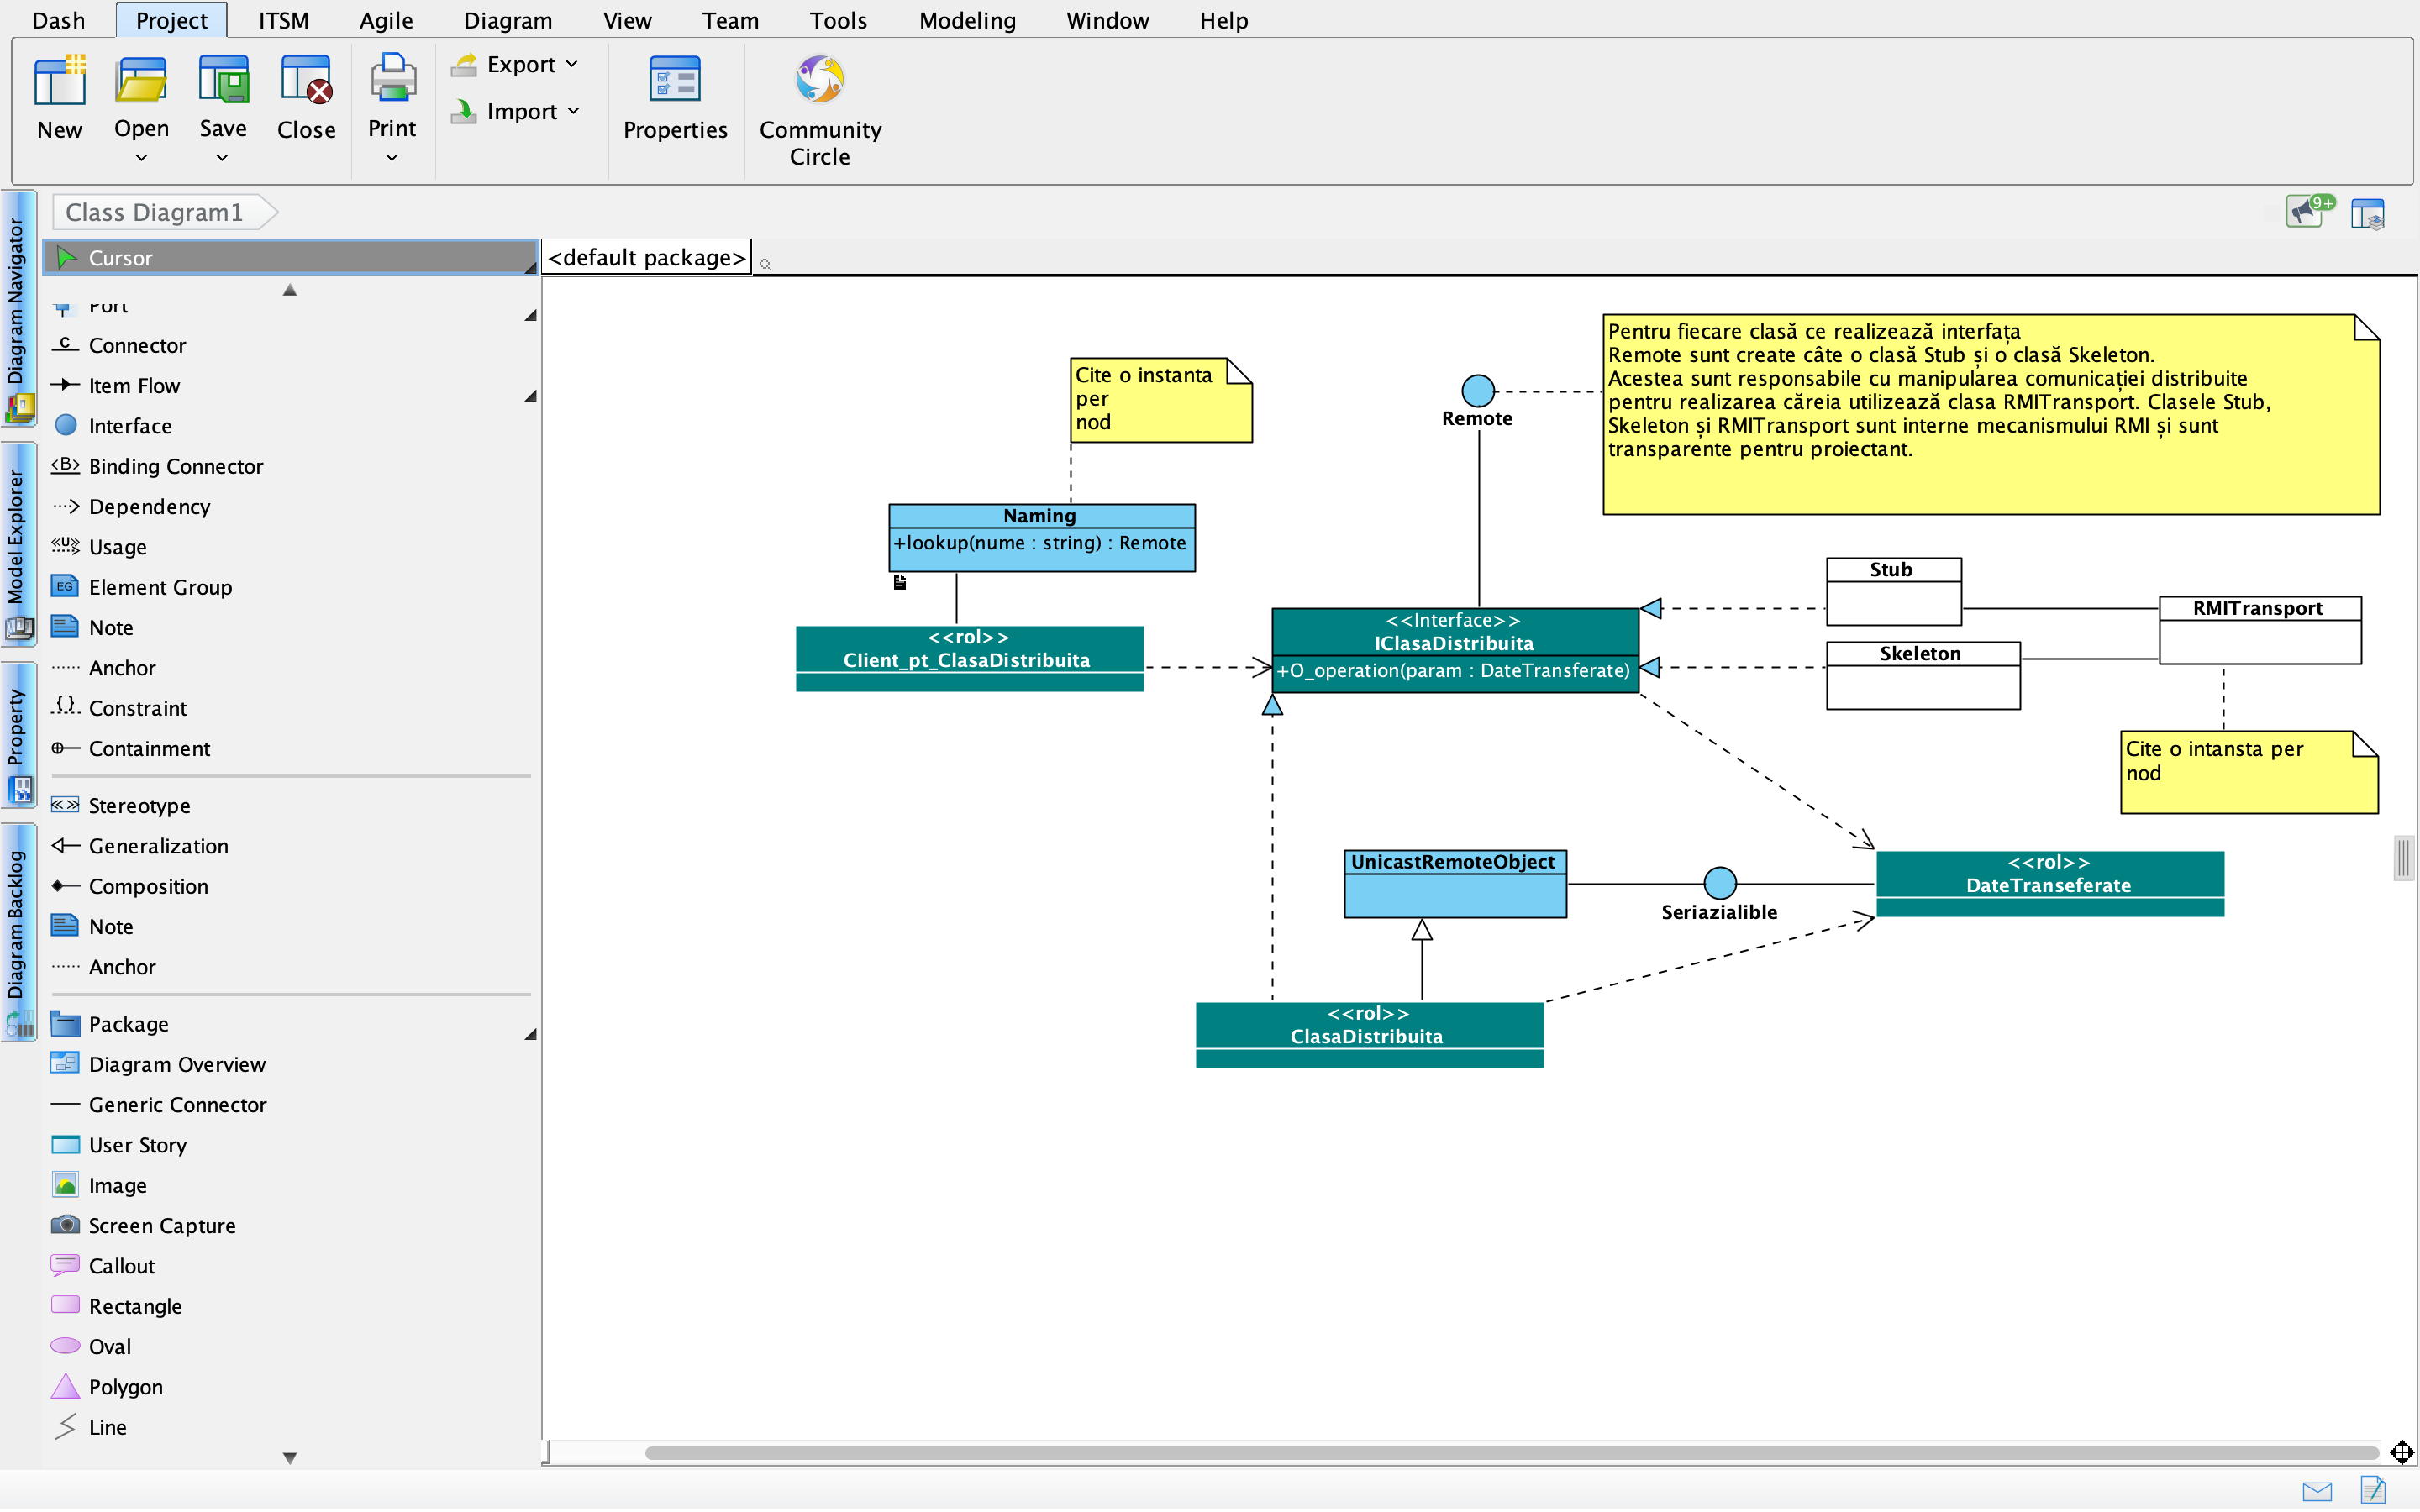 Dash Project ITSM Agile Diagram View Team Tools Modeling Window Help
New Open Save Close Print Export Import Properties Community Circle
Class Diagram1
9+
Diagram Navigator
Model Explorer
Property
Diagram Backlog
Cursor
Port
C Connector
Item Flow
Interface
<B> Binding Connector
Dependency
«U» Usage
EG Element Group
Note
Anchor
{} Constraint
Containment
«» Stereotype
Generalization
Composition
Note
Anchor
Package
Diagram Overview
Generic Connector
User Story
Image
Screen Capture
Callout
Rectangle
Oval
Polygon
Line
<default package>
Cite o instanta
per
nod
Remote
Pentru fiecare clasă ce realizează interfața
Remote sunt create câte o clasă Stub și o clasă Skeleton.
Acestea sunt responsabile cu manipularea comunicației distribuite
pentru realizarea căreia utilizează clasa RMITransport. Clasele Stub,
Skeleton și RMITransport sunt interne mecanismului RMI și sunt
transparente pentru proiectant.
Naming
+lookup(nume : string) : Remote
<<rol>>
Client_pt_ClasaDistribuita
<<Interface>>
IClasaDistribuita
+O_operation(param : DateTransferate)
Stub
Skeleton
RMITransport
Cite o intansta per
nod
UnicastRemoteObject
Seriazialible
<<rol>>
DateTranseferate
<<rol>>
ClasaDistribuita